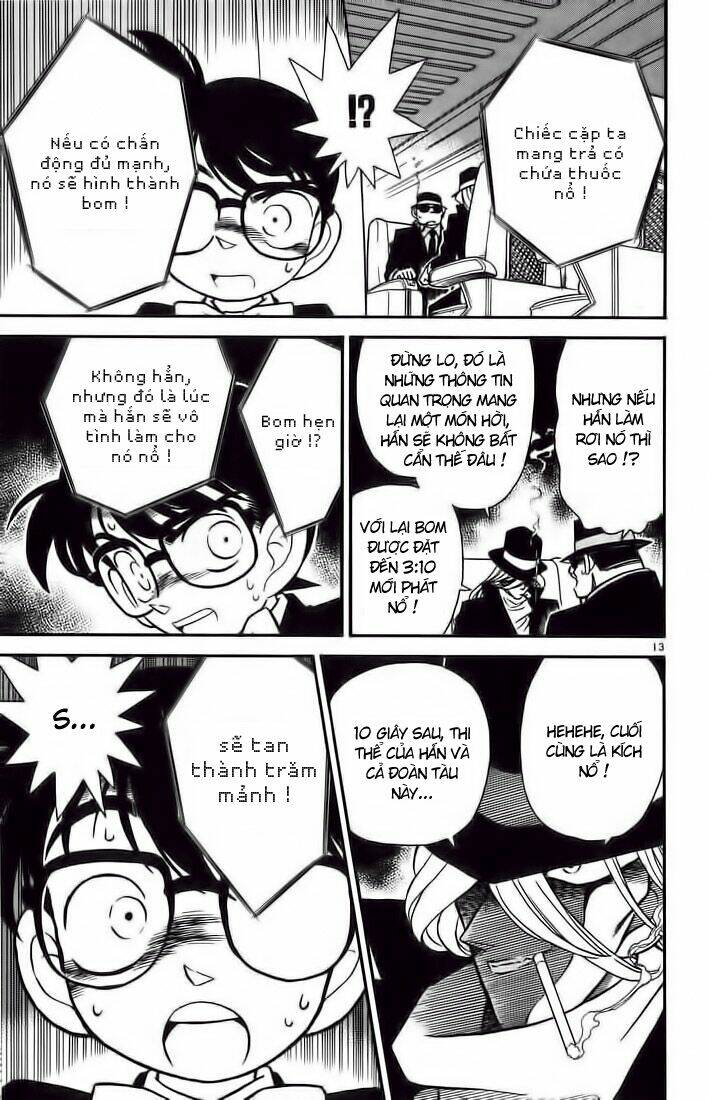 Chiếc cặp ta
mang trả có
chứa thuốc
nổ !
!?
Nếu có chấn
động đủ mạnh,
nó sẽ hình thành
bom !
NHƯNG NẾU
HẮN LÀM
RƠI NÓ THÌ
SAO !?
ĐỪNG LO, ĐÓ LÀ
NHỮNG THÔNG TIN
QUAN TRỌNG MANG
LẠI MỘT MÓN HỜI,
HẮN SẼ KHÔNG BẤT
CẨN THẾ ĐÂU !
VỚI LẠI BOM
ĐƯỢC ĐẶT
ĐẾN 3:10
MỚI PHÁT
NỔ !
Bom hẹn
giờ !?
Không hẳn,
nhưng đó là lúc
mà hắn sẽ vô
tình làm cho
nó nổ !
13
HEHEHE, CUỐI
CÙNG LÀ KÍCH
NỔ !
10 GIÂY SAU, THI
THỂ CỦA HẮN VÀ
CẢ ĐOÀN TÀU
NÀY...
sẽ tan
thành trăm
mảnh !
S...